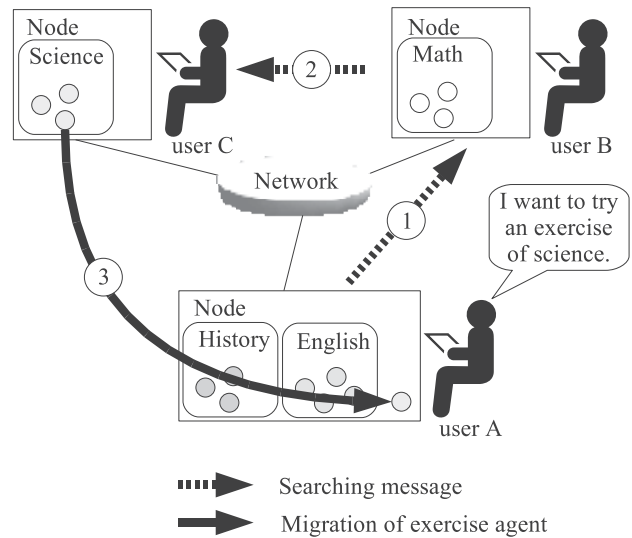 Node
Science
user C
2
Node
Math
user B
Network
1
I want to try
an exercise
of science.
3
Node
History
English
user A
Searching message
Migration of exercise agent